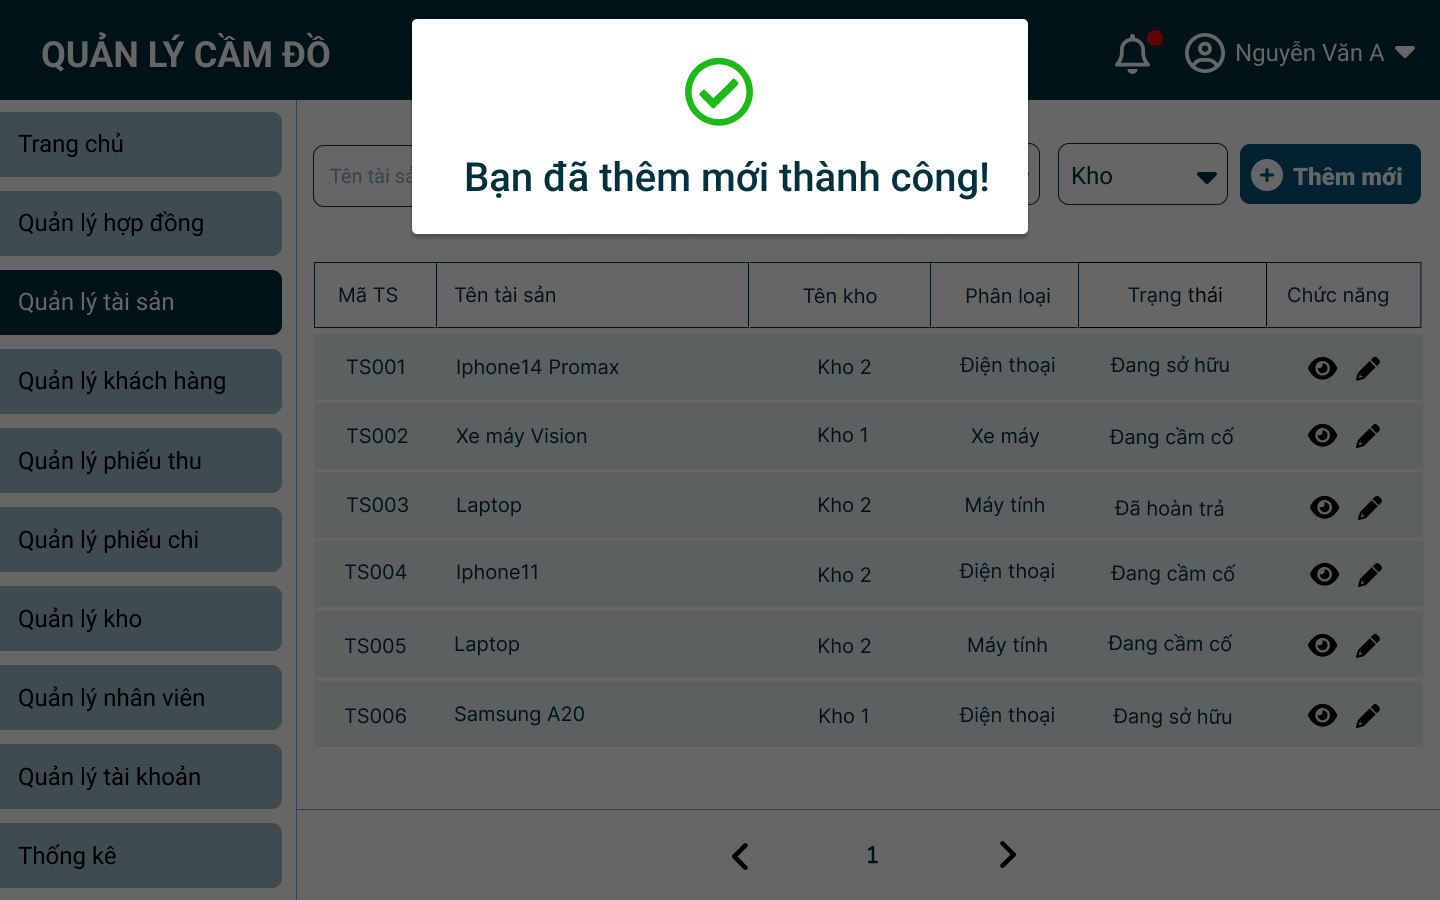 QUẢN LÝ CẦM ĐỒ
Nguyễn Văn A
Bạn đã thêm mới thành công!
Trang chủ
Quản lý hợp đồng
Quản lý tài sản
Quản lý khách hàng
Quản lý phiếu thu
Quản lý phiếu chi
Quản lý kho
Quản lý nhân viên
Quản lý tài khoản
Thống kê
Tên tài
Kho
Thêm mới
Mã TS Tên tài sản Tên kho Phân loại Trạng thái Chức năng
TS001 Iphone14 Promax Kho 2 Điện thoại Đang sở hữu
TS002 Xe máy Vision Kho 1 Xe máy Đang cầm cố
TS003 Laptop Kho 2 Máy tính Đã hoàn trả
TS004 Iphone11 Kho 2 Điện thoại Đang cầm cố
TS005 Laptop Kho 2 Máy tính Đang cầm cố
TS006 Samsung A20 Kho 1 Điện thoại Đang sở hữu
1